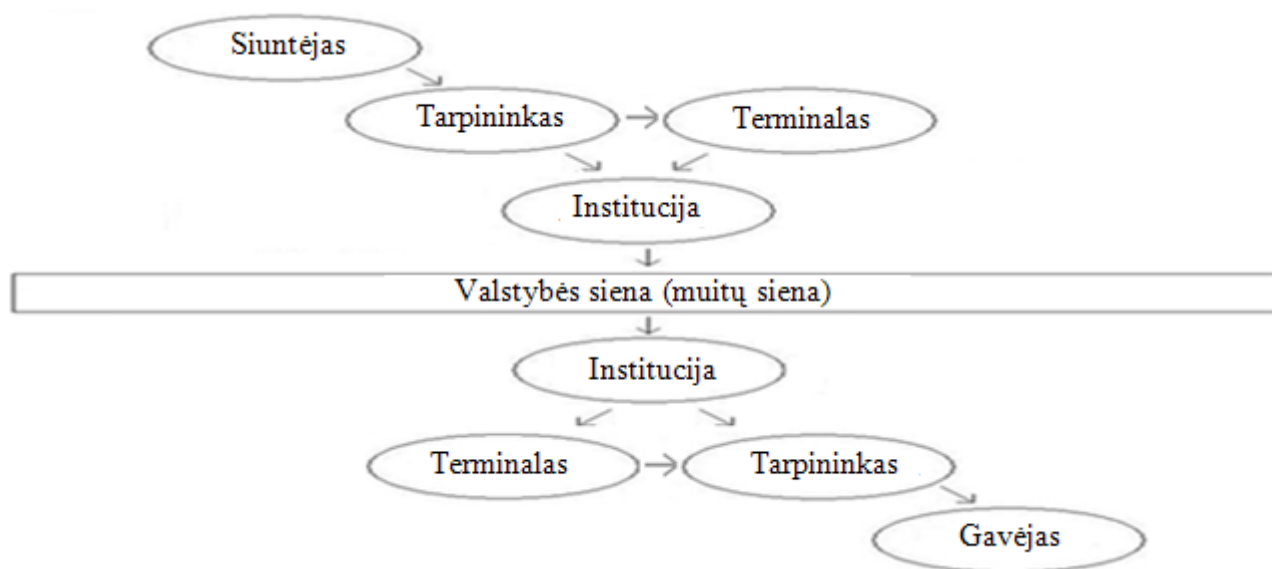 Siuntėjas
Tarpininkas
Terminalas
Institucija
Valstybės siena (muitų siena)
Institucija
Terminalas
Tarpininkas
Gavėjas